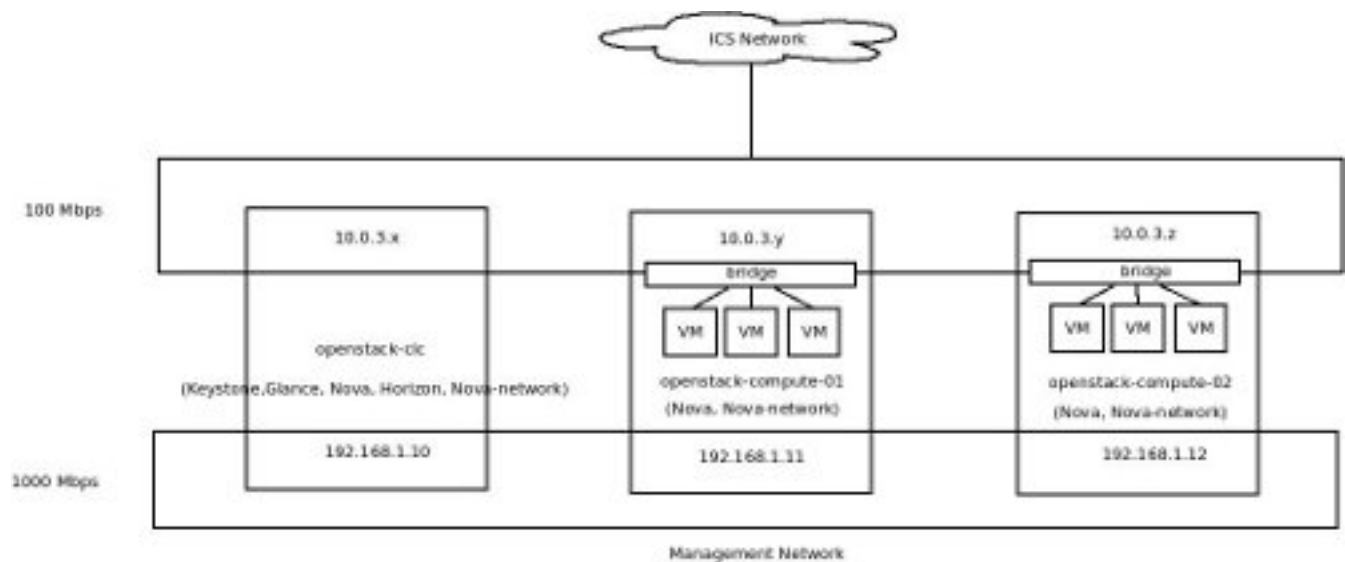 ICS Network
100 Mbps
10.0.3.x
10.0.3.y
10.0.3.z
bridge
bridge
VM
VM
VM
VM
VM
VM
openstack-clc
(Keystone,Glance, Nova, Horizon, Nova-network)
openstack-compute-01
(Nova, Nova-network)
openstack-compute-02
(Nova, Nova-network)
192.168.1.10
192.168.1.11
192.168.1.12
1000 Mbps
Management Network